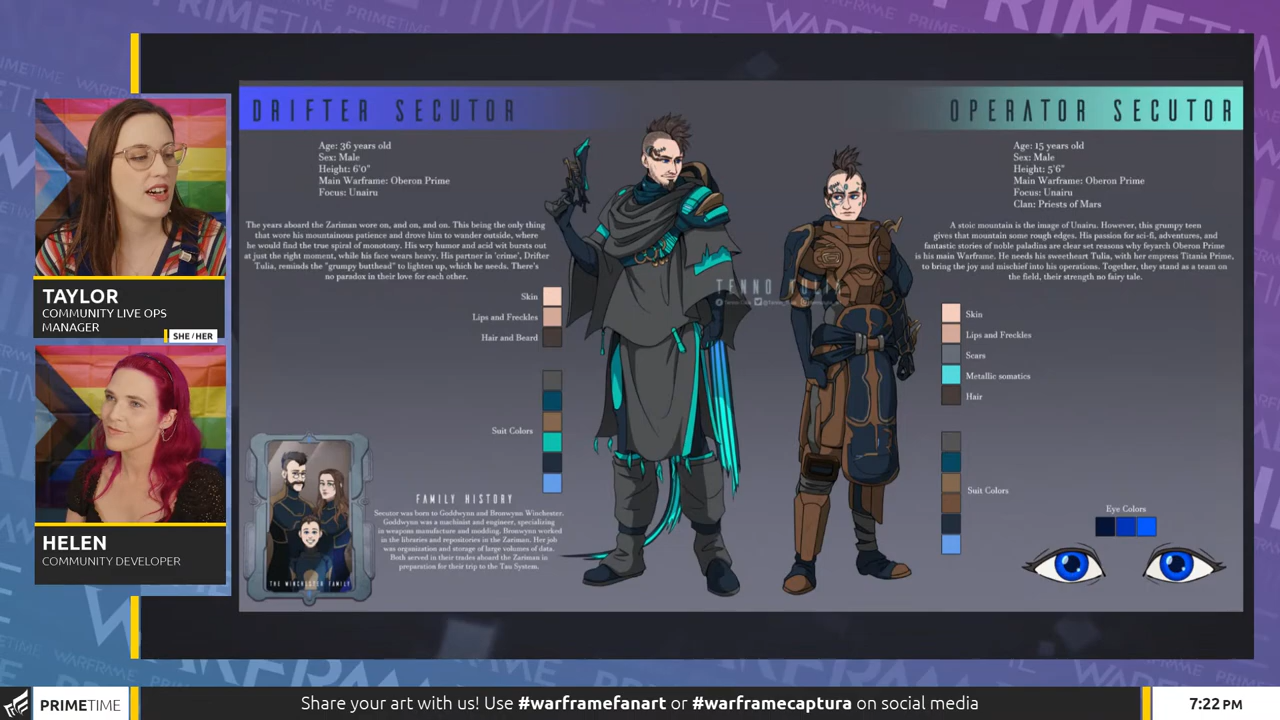 DRIFTER SECUTOR
Age: 36 years old
Sex: Male
Height: 6'0"
Main Warframe: Oberon Prime
Focus: Unairu
The years aboard the Zariman wore on, and on, and on. This being the only thing
that wore his mountainous patience and drove him to wander outside, where
he would find the true spiral of monotony. His wry humor and acid wit bursts out
at just the right moment, while his face wears heavy. His partner in 'crime', Drifter
Tulia, reminds the "grumpy butthead" to lighten up, which he needs. There's
no paradox in their love for each other.
Skin
Lips and Freckles
Hair and Beard
Suit Colors
FAMILY HISTORY
Secutor was born to Goddwynn and Bronwynn Winchester.
Goddwynn was a machinist and engineer, specializing
in weapons manufacture and modding. Bronwynn worked
in the libraries and repositories in the Zariman. Her job
was organization and storage of large volumes of data.
Both served in their trades aboard the Zariman in
preparation for their trip to the Tau System.
THE WINCHESTER FAMILY
TENNO TULIA
OPERATOR SECUTOR
Age: 15 years old
Sex: Male
Height: 5'6"
Main Warframe: Oberon Prime
Focus: Unairu
Clan: Priests of Mars
A stoic mountain is the image of Unairu. However, this grumpy teen
gives that mountain some rough edges. His passion for sci-fi, adventures, and
fantastic stories of noble paladins are clear set reasons why feyarch Oberon Prime
is his main Warframe. He needs his sweetheart Tulia, with her empress Titania Prime,
to bring the joy and mischief into his operations. Together, they stand as a team on
the field, their strength no fairy tale.
Skin
Lips and Freckles
Scars
Metallic somatics
Hair
Suit Colors
Eye Colors
TAYLOR
COMMUNITY LIVE OPS
MANAGER
SHE/HER
HELEN
COMMUNITY DEVELOPER
PRIMETIME
Share your art with us! Use #warframefanart or #warframecaptura on social media
7:22 PM